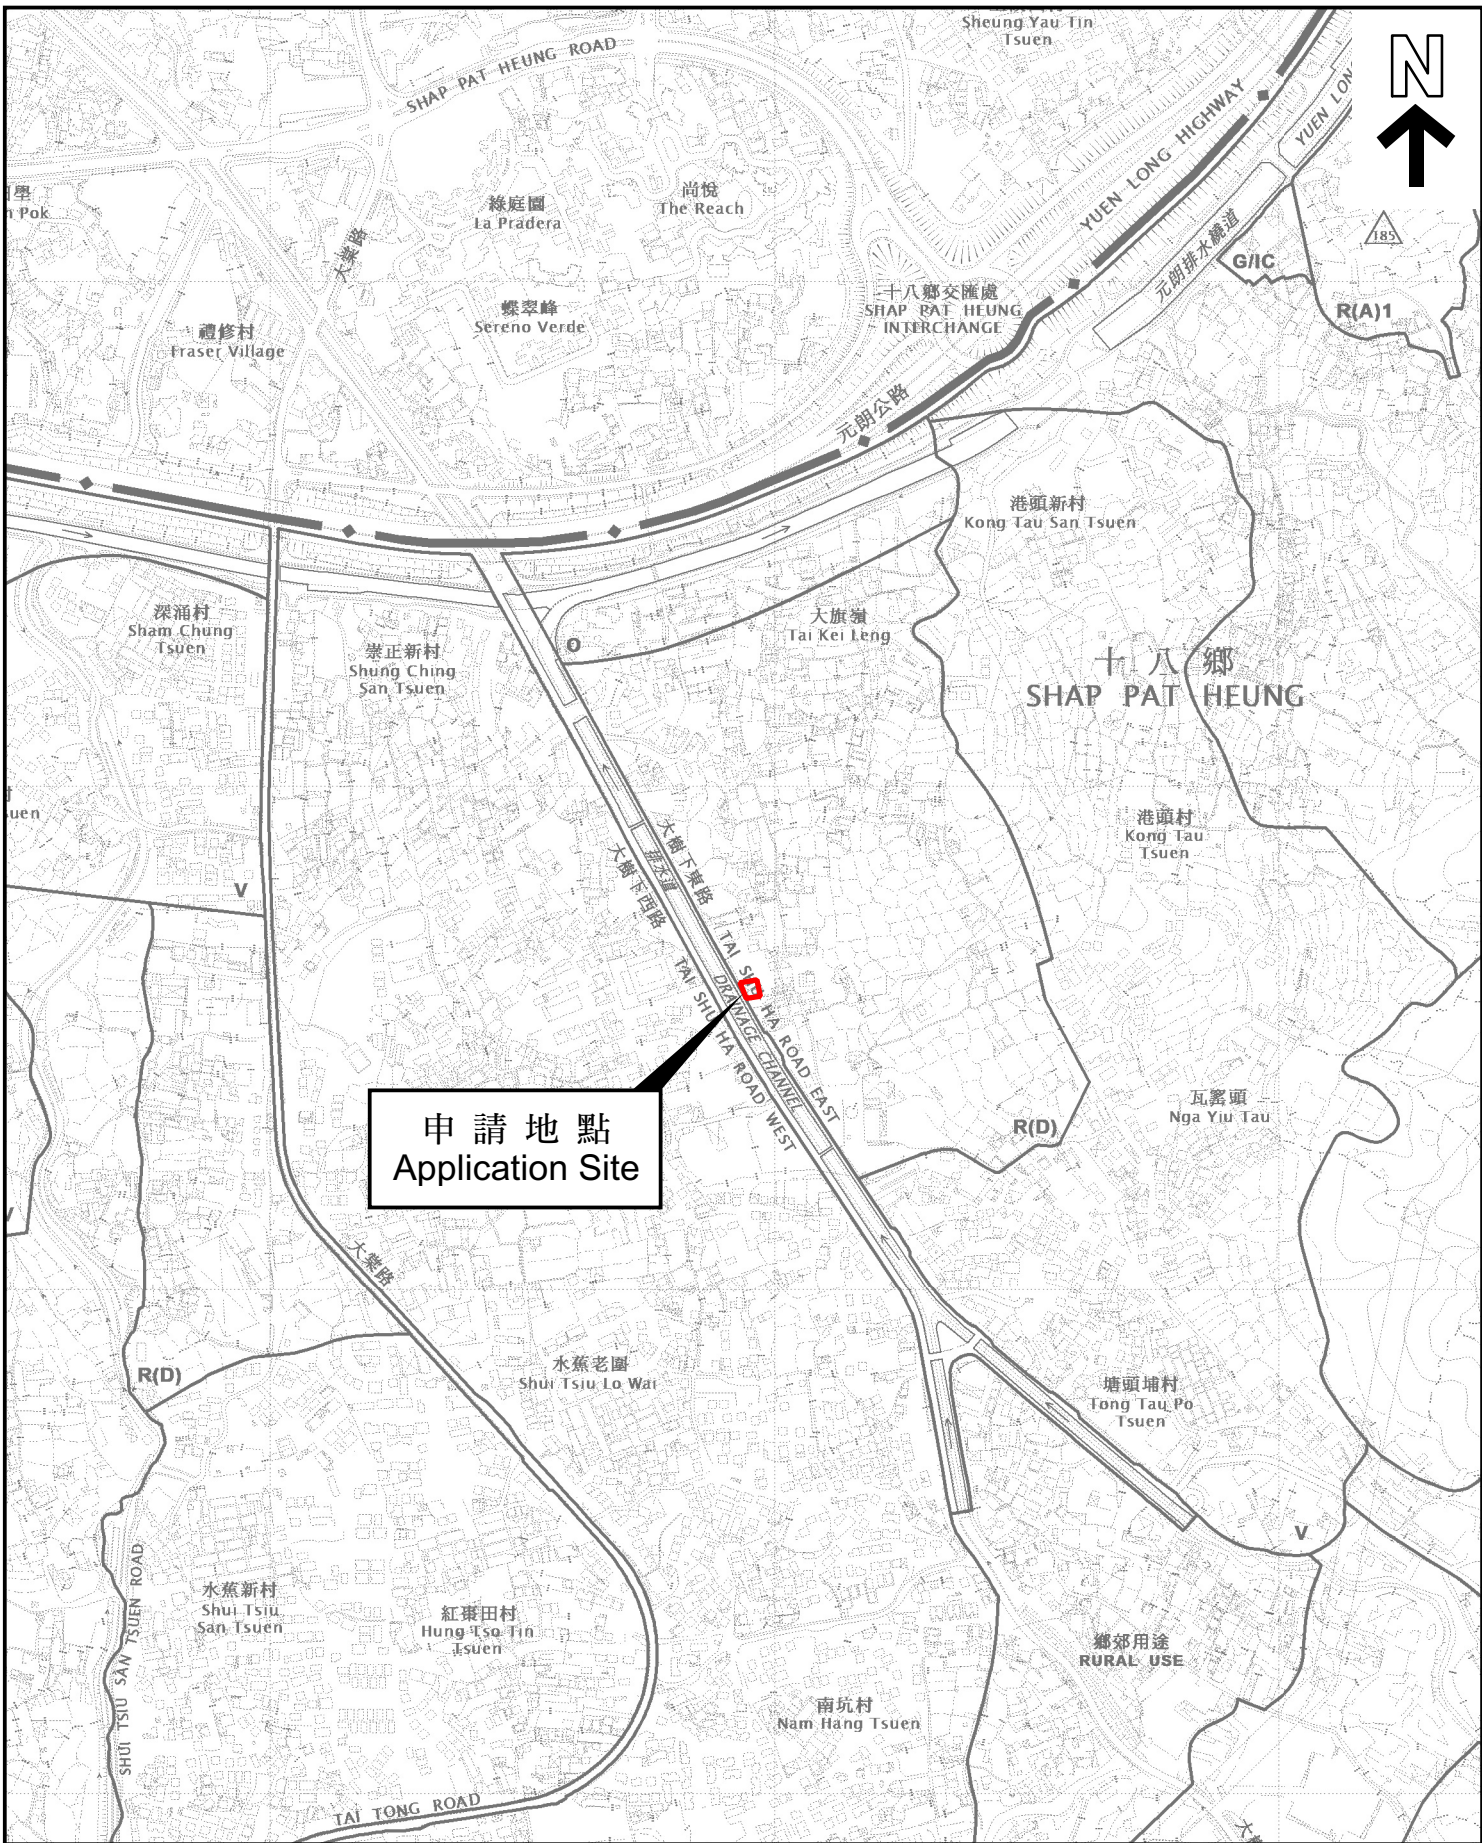 Sheung Yau Tin
Tsuen
N
SHAP PAT HEUNG ROAD
YUEN LONG HIGHWAY
YUEN LON
n Pok
綠庭園
La Pradera
尚悅
The Reach
大棠路
185
元朗排水繞道
G/IC
R(A)1
十八鄉交匯處
SHAP PAT HEUNG
INTERCHANGE
蝶翠峰
Sereno Verde
禮修村
Fraser Village
元朗公路
港頭新村
Kong Tau San Tsuen
深涌村
Sham Chung
Tsuen
崇正新村
Shung Ching
San Tsuen
O
大旗嶺
Tai Kei Leng
十八鄉
SHAP PAT HEUNG
村
uen
港頭村
Kong Tau
Tsuen
大樹下東路
排水道
大樹下西路
V
TAI SHU HA ROAD EAST
DRAINAGE CHANNEL
TAI SHU HA ROAD WEST
申請地點
Application Site
瓦窰頭
Nga Yiu Tau
R(D)
V
大棠路
R(D)
水蕉老圍
Shui Tsiu Lo Wai
塘頭埔村
Tong Tau Po
Tsuen
V
SHUI TSIU SAN TSUEN ROAD
水蕉新村
Shui Tsiu
San Tsuen
紅棗田村
Hung Tso Tin
Tsuen
鄉郊用途
RURAL USE
南坑村
Nam Hang Tsuen
TAI TONG ROAD